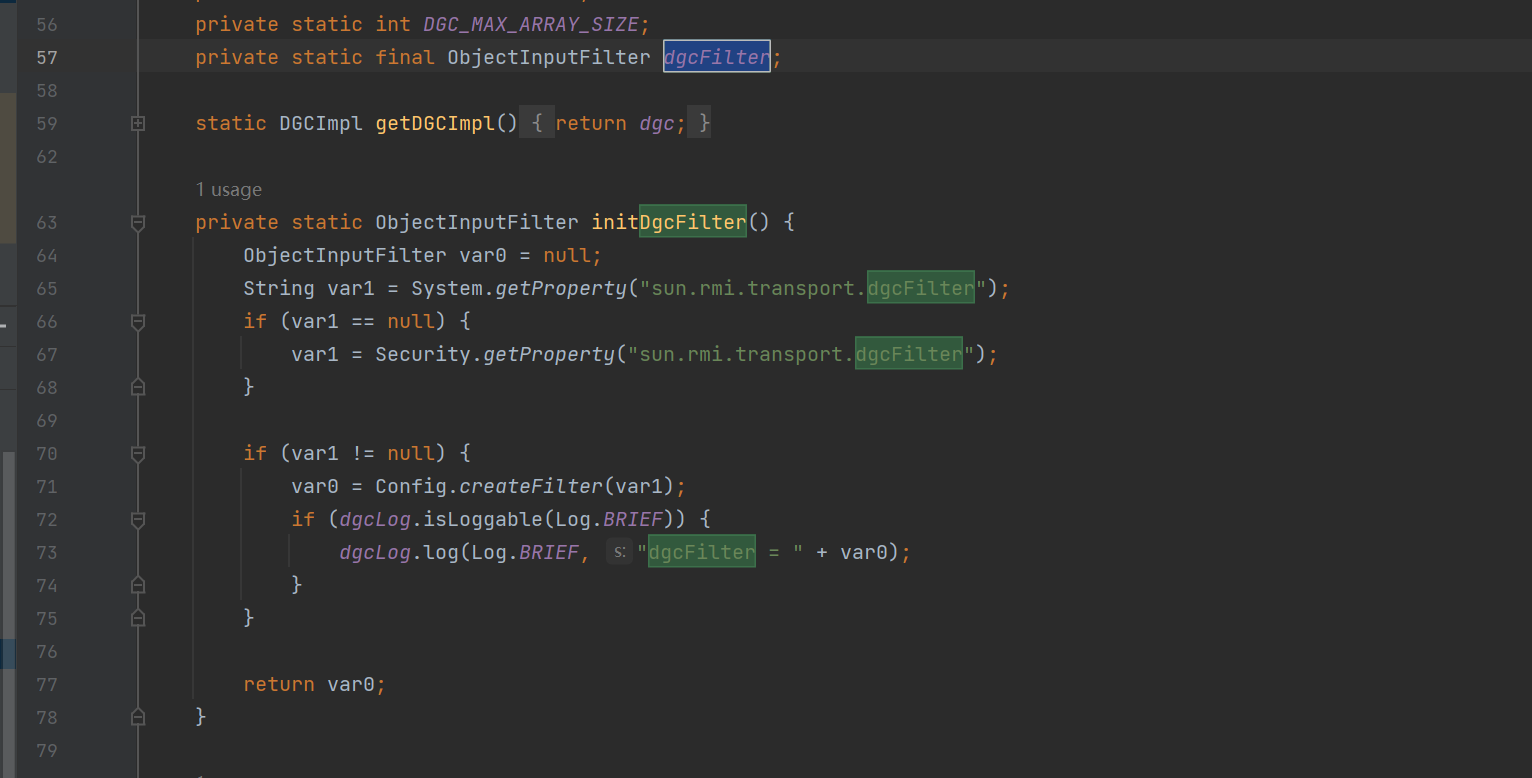 56 private static int DGC_MAX_ARRAY_SIZE;
57 private static final ObjectInputFilter dgcFilter;
58
59 static DGCImpl getDGCImpl() { return dgc; }
62
1 usage
63 private static ObjectInputFilter initDgcFilter() {
64 ObjectInputFilter var0 = null;
65 String var1 = System.getProperty("sun.rmi.transport.dgcFilter");
66 if (var1 == null) {
67 var1 = Security.getProperty("sun.rmi.transport.dgcFilter");
68 }
69
70 if (var1 != null) {
71 var0 = Config.createFilter(var1);
72 if (dgcLog.isLoggable(Log.BRIEF)) {
73 dgcLog.log(Log.BRIEF, s: "dgcFilter = " + var0);
74 }
75 }
76
77 return var0;
78 }
79